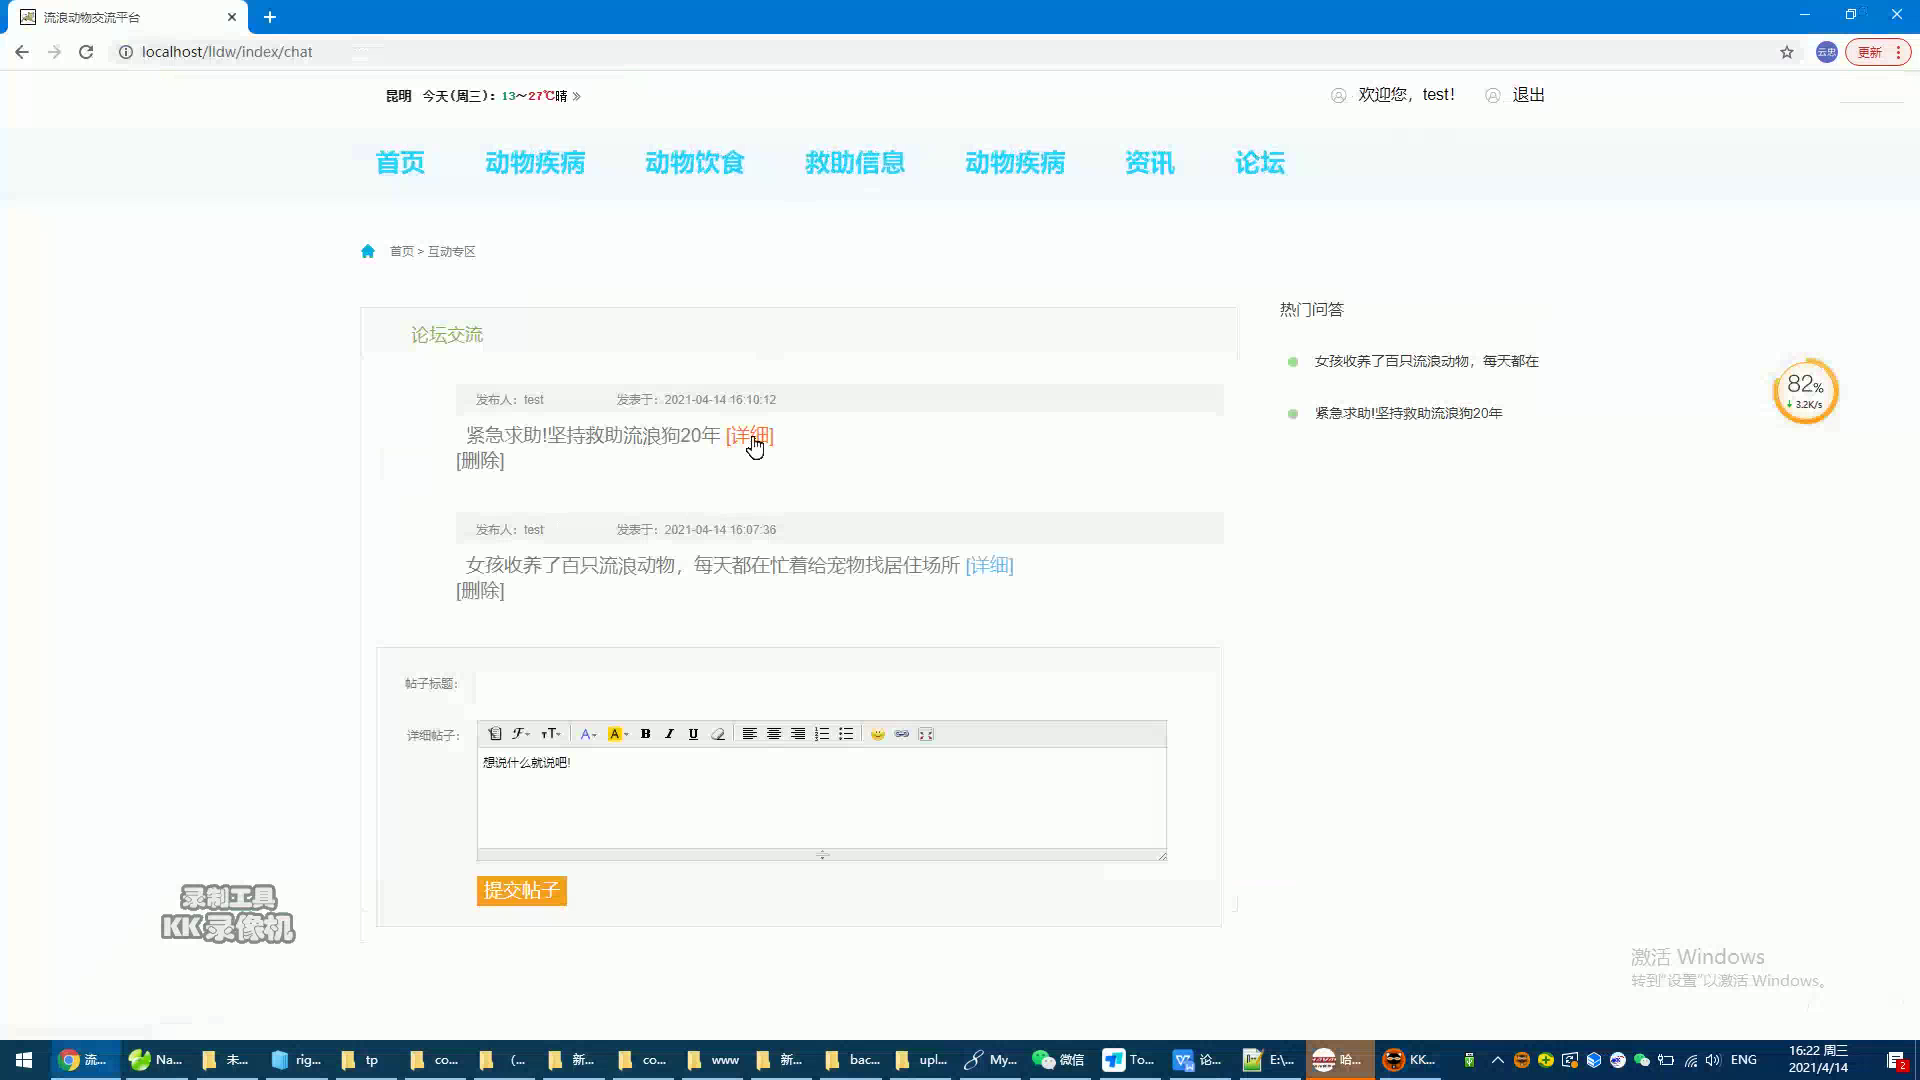 流浪动物交流平台
localhost/lldw/index/chat
云忠
更新
昆明 今天(周三)：13～27℃晴
欢迎您，test！ 退出
首页 动物疾病 动物饮食 救助信息 动物疾病 资讯 论坛
首页 > 互动专区
论坛交流
发布人：test 发表于：2021-04-14 16:10:12
紧急求助!坚持救助流浪狗20年 [详细]
[删除]
发布人：test 发表于：2021-04-14 16:07:36
女孩收养了百只流浪动物，每天都在忙着给宠物找居住场所 [详细]
[删除]
热门问答
女孩收养了百只流浪动物，每天都在
紧急求助!坚持救助流浪狗20年
82%
3.2K/s
帖子标题：
详细帖子：
想说什么就说吧!
提交帖子
录制工具
KK录像机
激活 Windows
转到"设置"以激活 Windows。
流... Na... 未... rig... tp co... (... 新... co... www 新... bac... upl... My... 微信 To... 论... E:\... 哈... KK... ENG
16:22 周三
2021/4/14
2